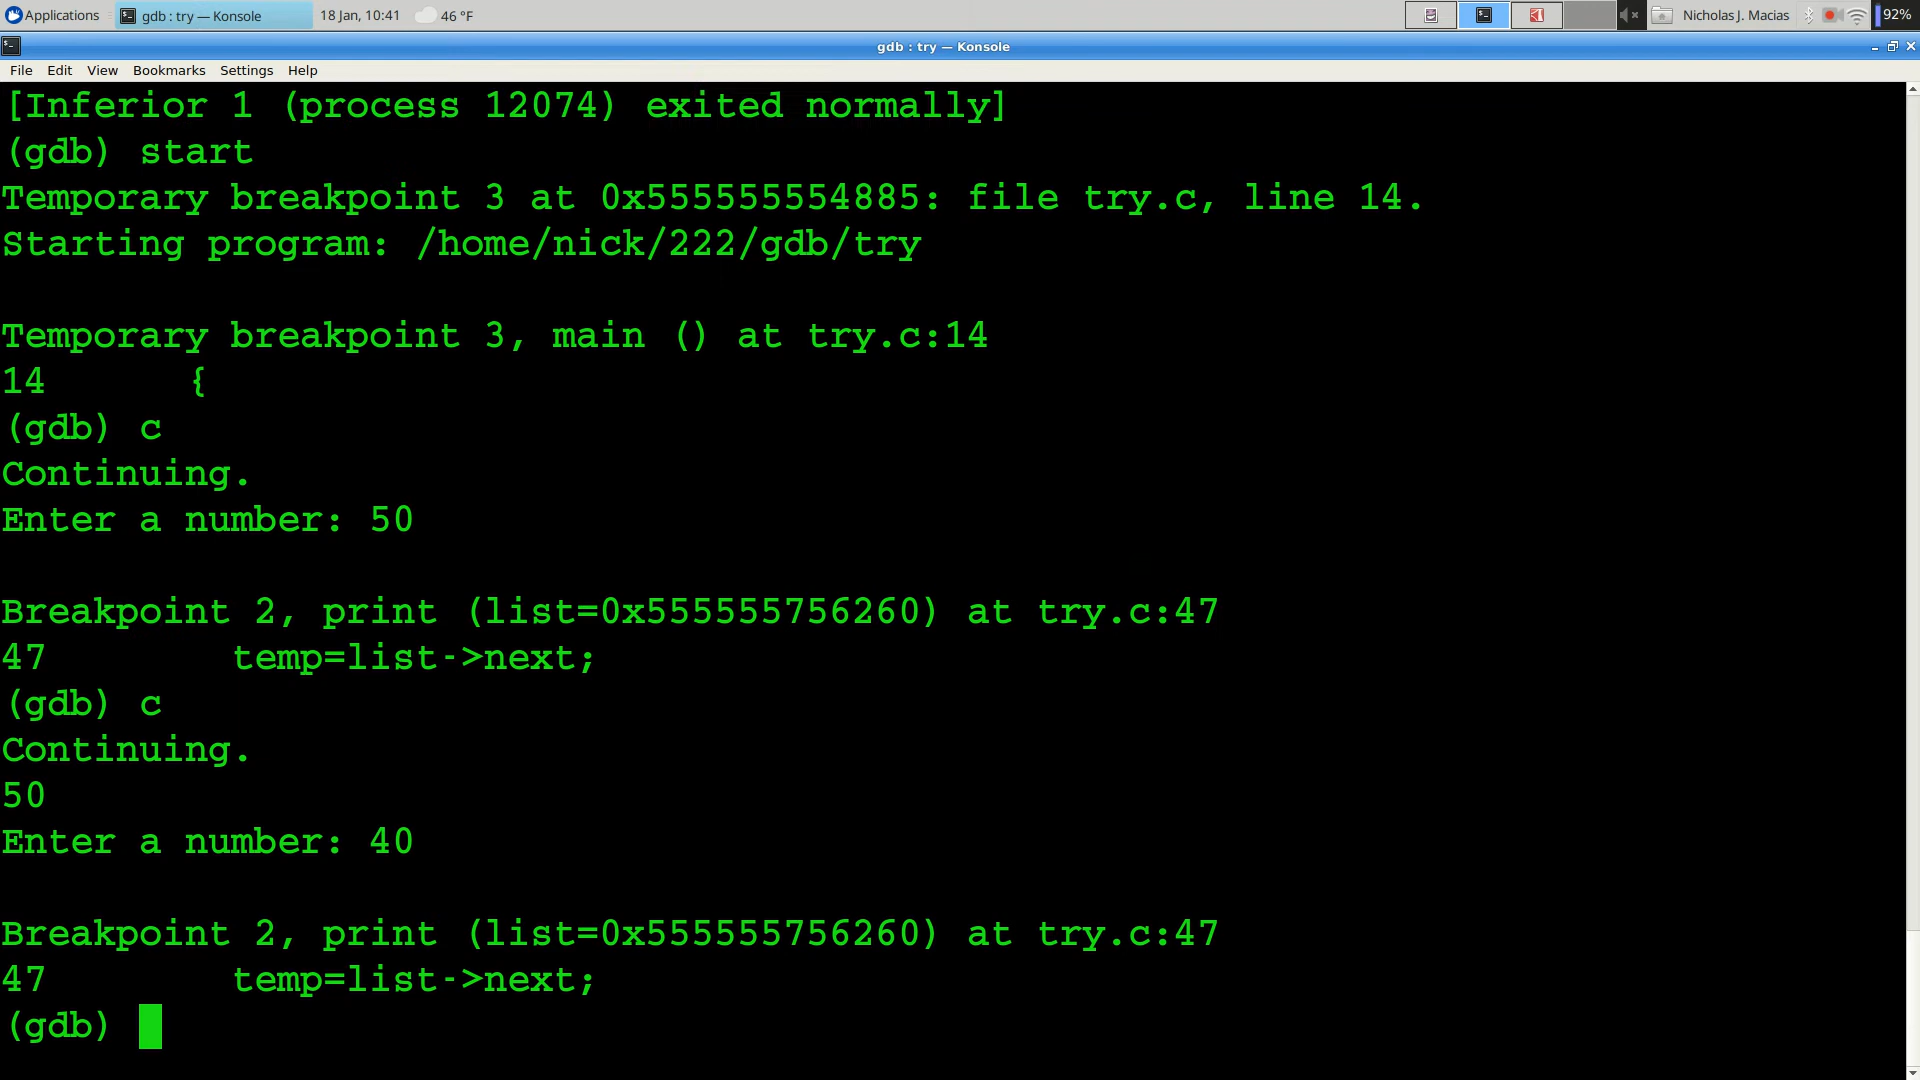 Applications gdb : try — Konsole 18 Jan, 10:41 46 °F Nicholas J. Macias 92%
gdb : try — Konsole
File Edit View Bookmarks Settings Help
[Inferior 1 (process 12074) exited normally]
(gdb) start
Temporary breakpoint 3 at 0x555555554885: file try.c, line 14.
Starting program: /home/nick/222/gdb/try
Temporary breakpoint 3, main () at try.c:14
14 {
(gdb) c
Continuing.
Enter a number: 50
Breakpoint 2, print (list=0x555555756260) at try.c:47
47 temp=list->next;
(gdb) c
Continuing.
50
Enter a number: 40
Breakpoint 2, print (list=0x555555756260) at try.c:47
47 temp=list->next;
(gdb)